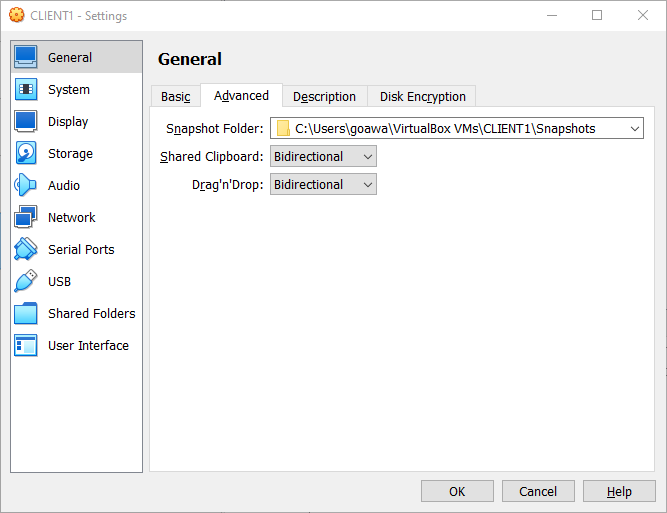 CLIENT1 - Settings
General
System
Display
Storage
Audio
Network
Serial Ports
USB
Shared Folders
User Interface
General
Basic
Advanced
Description
Disk Encryption
Snapshot Folder: C:\Users\goawa\VirtualBox VMs\CLIENT1\Snapshots
Shared Clipboard: Bidirectional
Drag'n'Drop: Bidirectional
OK
Cancel
Help